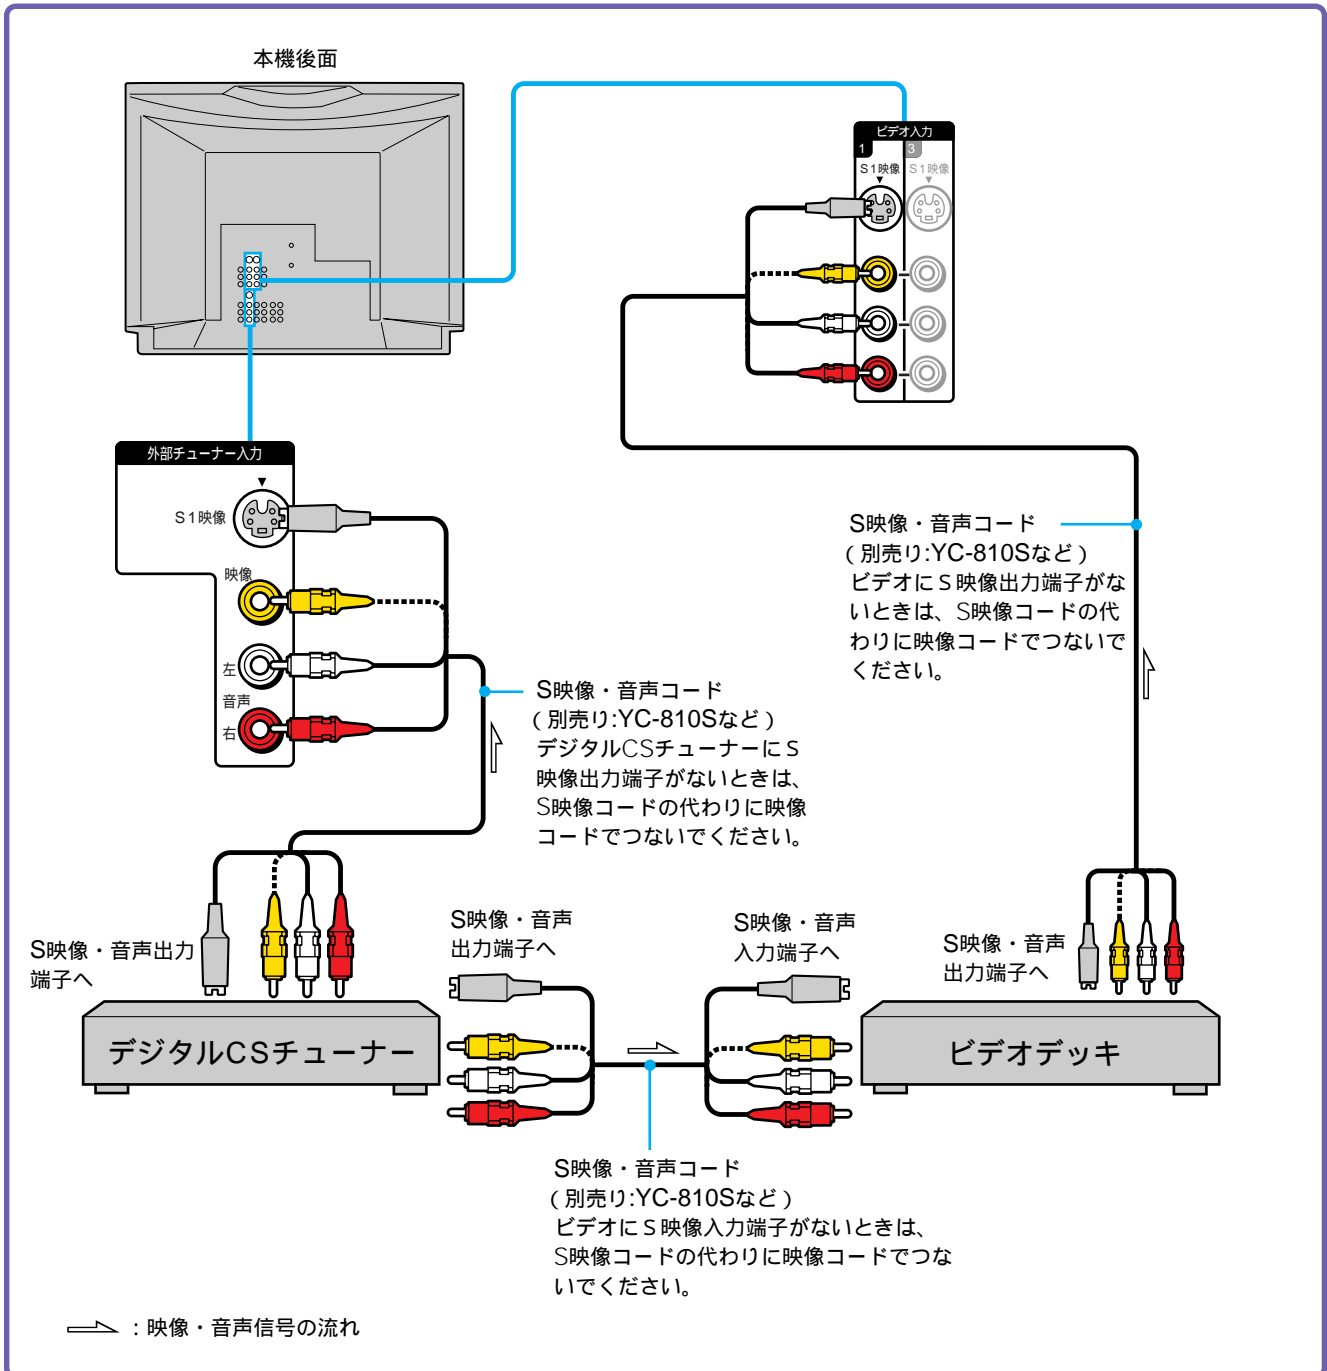 本機後面
ビデオ入力
1
3
S1映像
S1映像
外部チューナー入力
S1映像
映像
左
音声
右
S映像・音声コード
(別売り:YC-810Sなど)
ビデオにS映像出力端子がな
いときは、S映像コードの代
わりに映像コードでつないで
ください。
S映像・音声コード
(別売り:YC-810Sなど)
デジタルCSチューナーにS
映像出力端子がないときは、
S映像コードの代わりに映像
コードでつないでください。
S映像・音声出力
端子へ
S映像・音声
出力端子へ
S映像・音声
入力端子へ
S映像・音声
出力端子へ
デジタルCSチューナー
ビデオデッキ
S映像・音声コード
(別売り:YC-810Sなど)
ビデオにS映像入力端子がないときは、
S映像コードの代わりに映像コードでつな
いでください。
:映像・音声信号の流れ